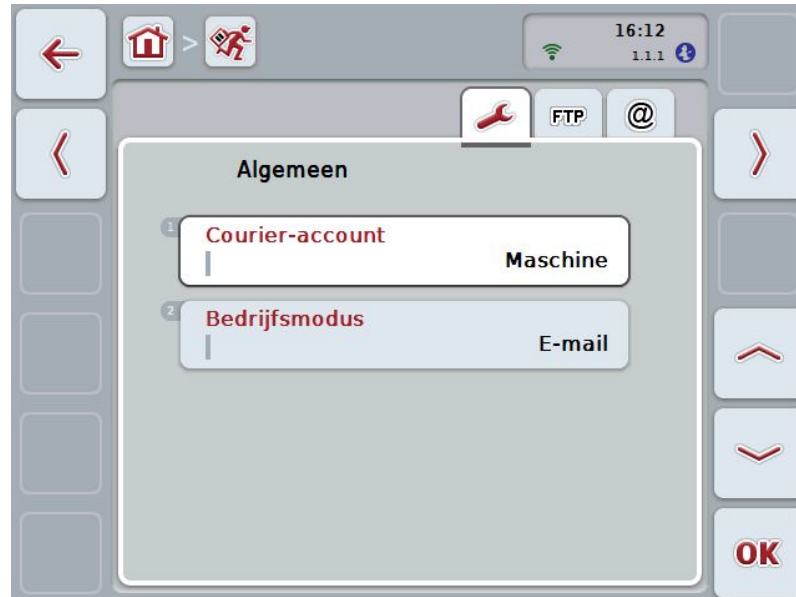 >
16:12
1.1.1
FTP
@
Algemeen
1
Courier-account
Maschine
2
Bedrijfsmodus
E-mail
OK